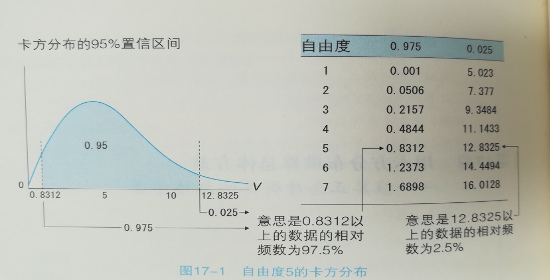 卡方分布的95%置信区间
0.95
0
0.8312
5
10
12.8325
V
0.025
0.975
自由度 0.975 0.025
1 0.001 5.023
2 0.0506 7.377
3 0.2157 9.3484
4 0.4844 11.1433
5 0.8312 12.8325
6 1.2373 14.4494
7 1.6898 16.0128
意思是0.8312以
上的数据的相对
频数为97.5%
意思是12.8325以
上的数据的相对频
数为2.5%
图17-1 自由度5的卡方分布